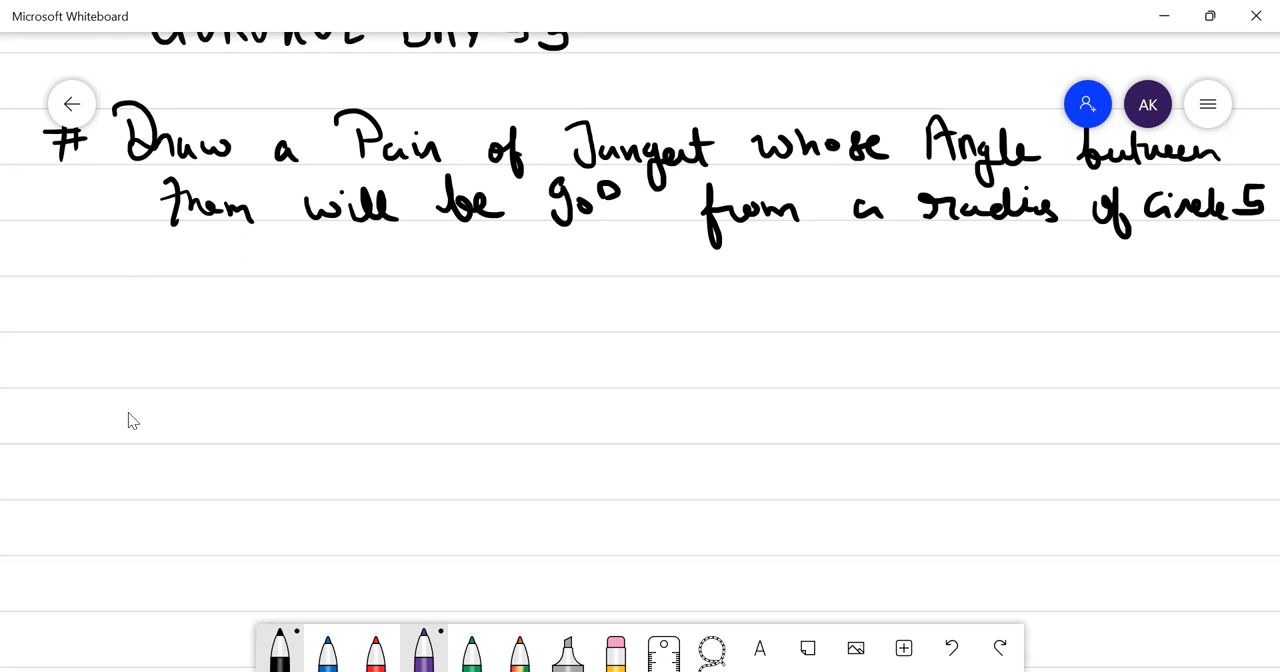 Microsoft Whiteboard
# Draw a Pair of Tangent whose Angle between
them will be 90° from a radius of circle 5
AK
A